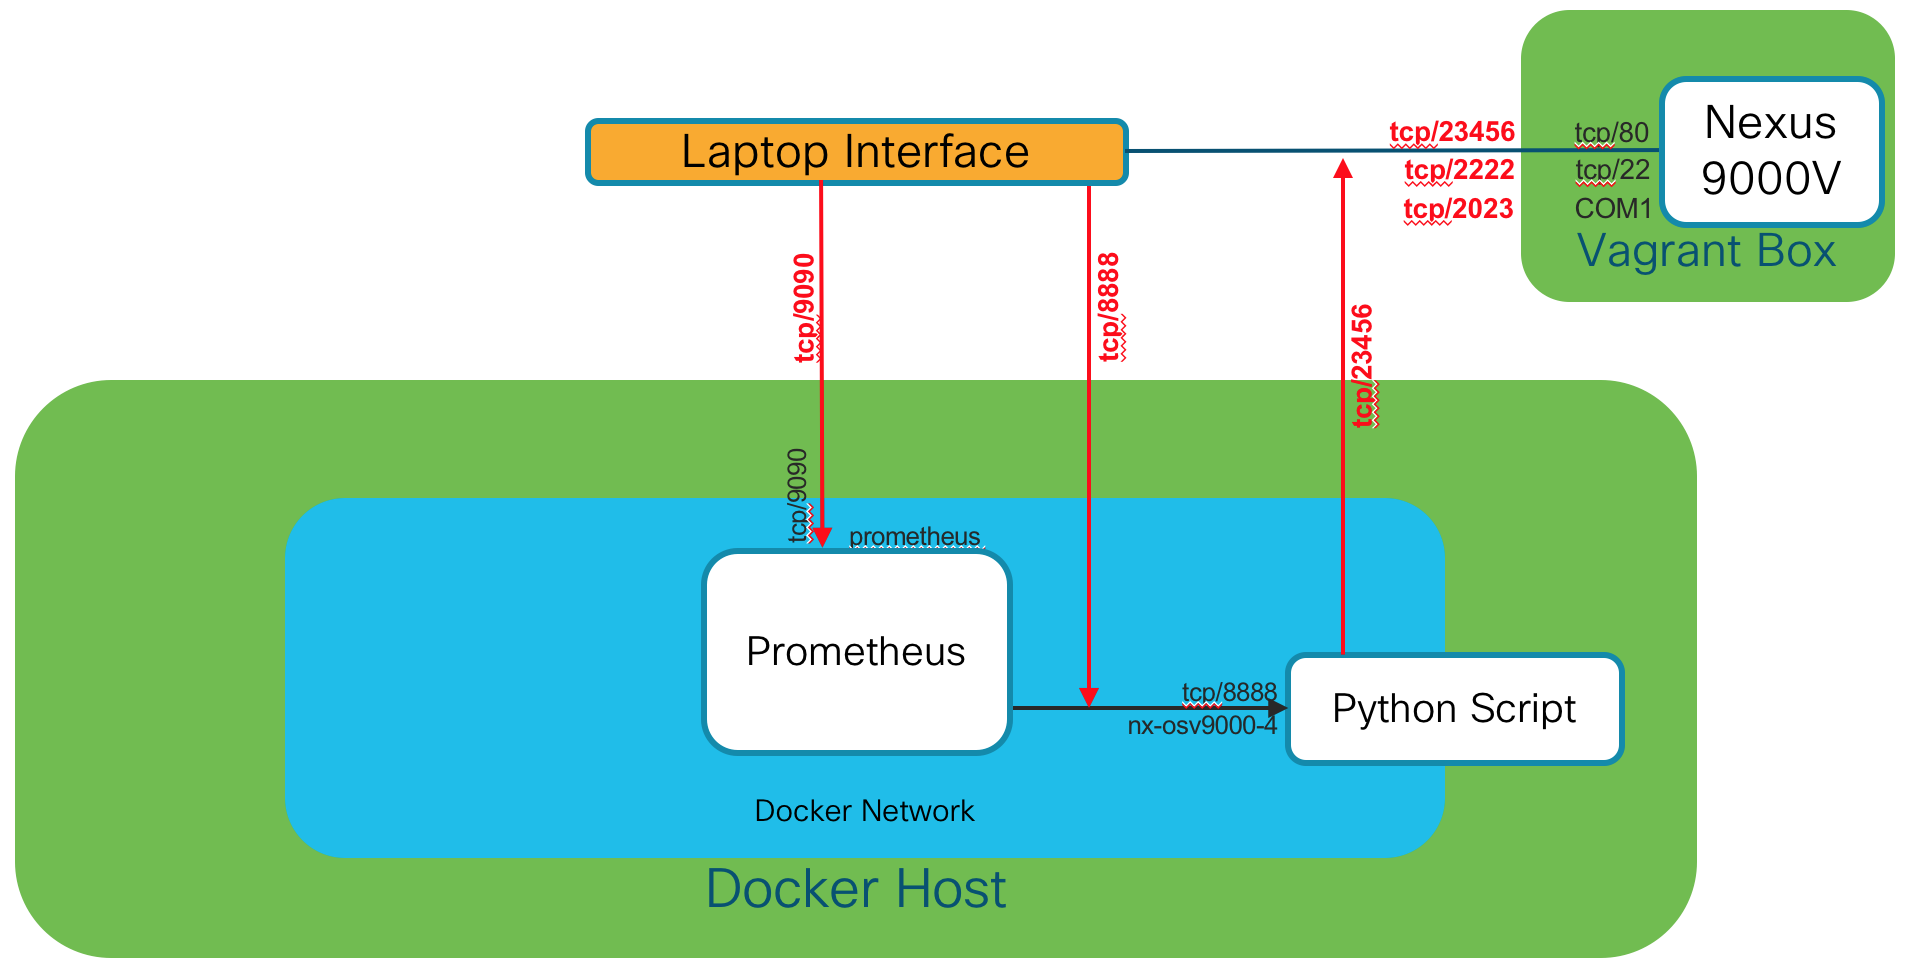 Nexus
9000V
Laptop Interface
tcp/23456
tcp/80
tcp/2222
tcp/22
tcp/2023
COM1
Vagrant Box
tcp/9090
tcp/8888
tcp/23456
tcp/9090
prometheus
Prometheus
tcp/8888
nx-osv9000-4
Python Script
Docker Network
Docker Host